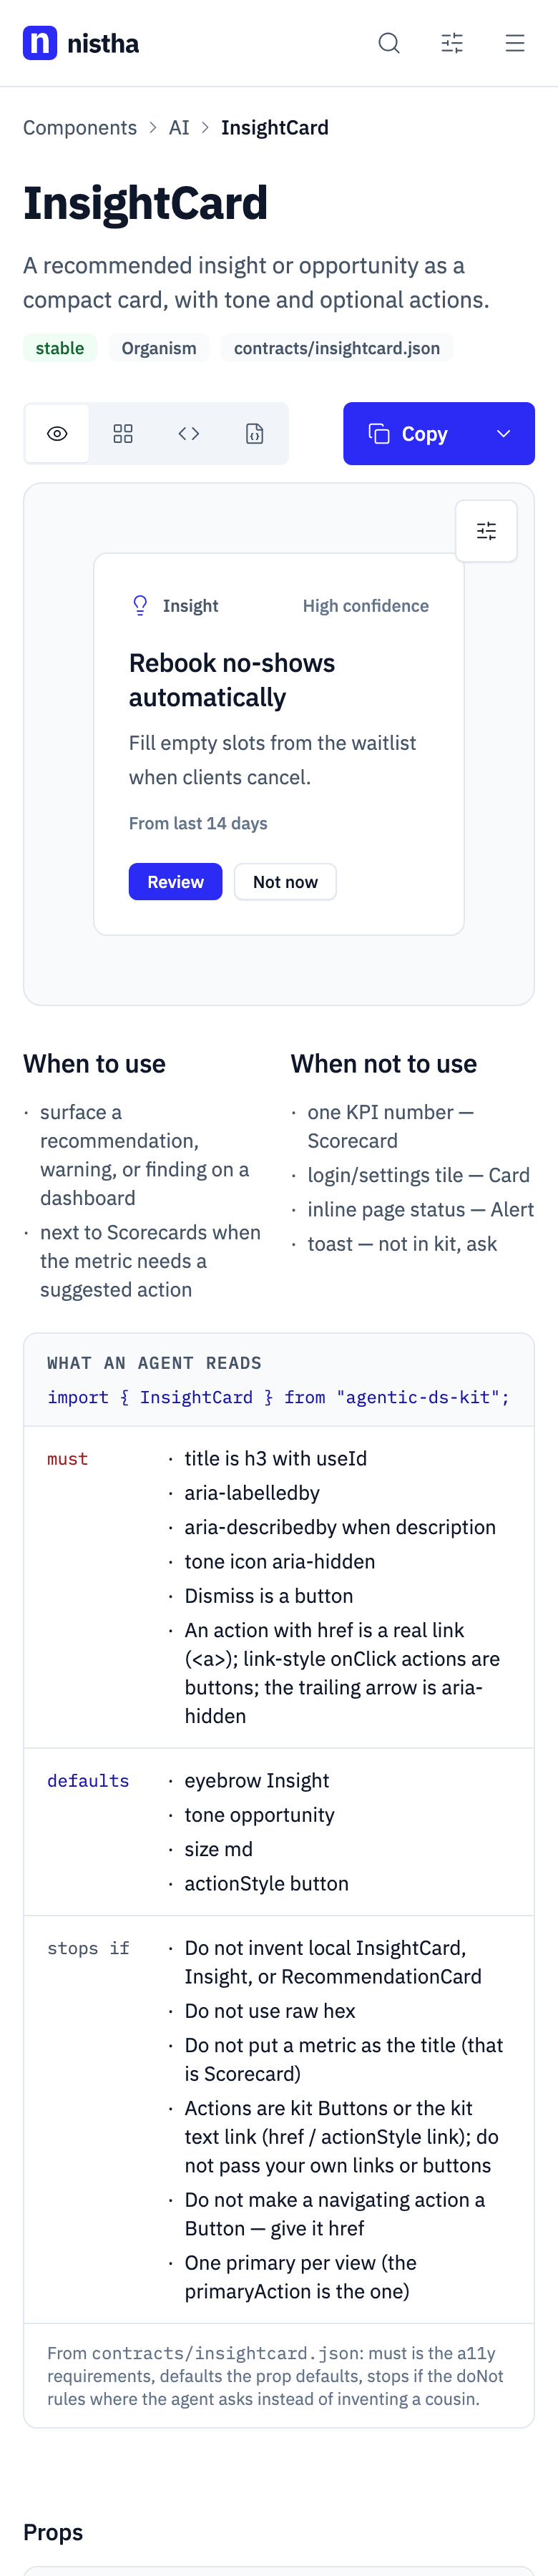 n nistha
Components > AI > InsightCard
InsightCard
A recommended insight or opportunity as a
compact card, with tone and optional actions.
stable Organism contracts/insightcard.json
Copy
Insight High confidence
Rebook no-shows
automatically
Fill empty slots from the waitlist
when clients cancel.
From last 14 days
Review Not now
When to use
· surface a
recommendation,
warning, or finding on a
dashboard
· next to Scorecards when
the metric needs a
suggested action
When not to use
· one KPI number —
Scorecard
· login/settings tile — Card
· inline page status — Alert
· toast — not in kit, ask
WHAT AN AGENT READS
import { InsightCard } from "agentic-ds-kit";
must
· title is h3 with useId
· aria-labelledby
· aria-describedby when description
· tone icon aria-hidden
· Dismiss is a button
· An action with href is a real link
(<a>); link-style onClick actions are
buttons; the trailing arrow is aria-
hidden
defaults
· eyebrow Insight
· tone opportunity
· size md
· actionStyle button
stops if
· Do not invent local InsightCard,
Insight, or RecommendationCard
· Do not use raw hex
· Do not put a metric as the title (that
is Scorecard)
· Actions are kit Buttons or the kit
text link (href / actionStyle link); do
not pass your own links or buttons
· Do not make a navigating action a
Button — give it href
· One primary per view (the
primaryAction is the one)
From contracts/insightcard.json: must is the a11y
requirements, defaults the prop defaults, stops if the doNot
rules where the agent asks instead of inventing a cousin.
Props